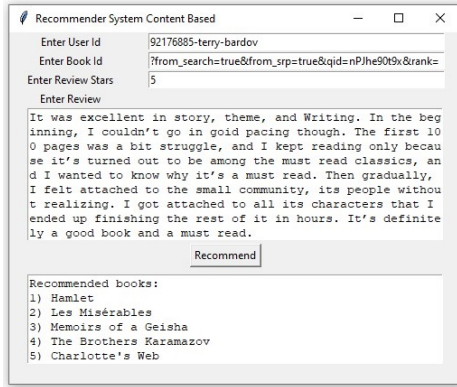 Recommender System Content Based
Enter User Id 92176885-terry-bardov
Enter Book Id ?from_search=true&from_srp=true&qid=nPJhe90t9x&rank=
Enter Review Stars 5
Enter Review
It was excellent in story, theme, and Writing. In the beg
inning, I couldn't go in goid pacing though. The first 10
0 pages was a bit struggle, and I kept reading only becau
se it's turned out to be among the must read classics, an
d I wanted to know why it's a must read. Then gradually,
I felt attached to the small community, its people withou
t realizing. I got attached to all its characters that I
ended up finishing the rest of it in hours. It's definite
ly a good book and a must read.
Recommend
Recommended books:
1) Hamlet
2) Les Misérables
3) Memoirs of a Geisha
4) The Brothers Karamazov
5) Charlotte's Web